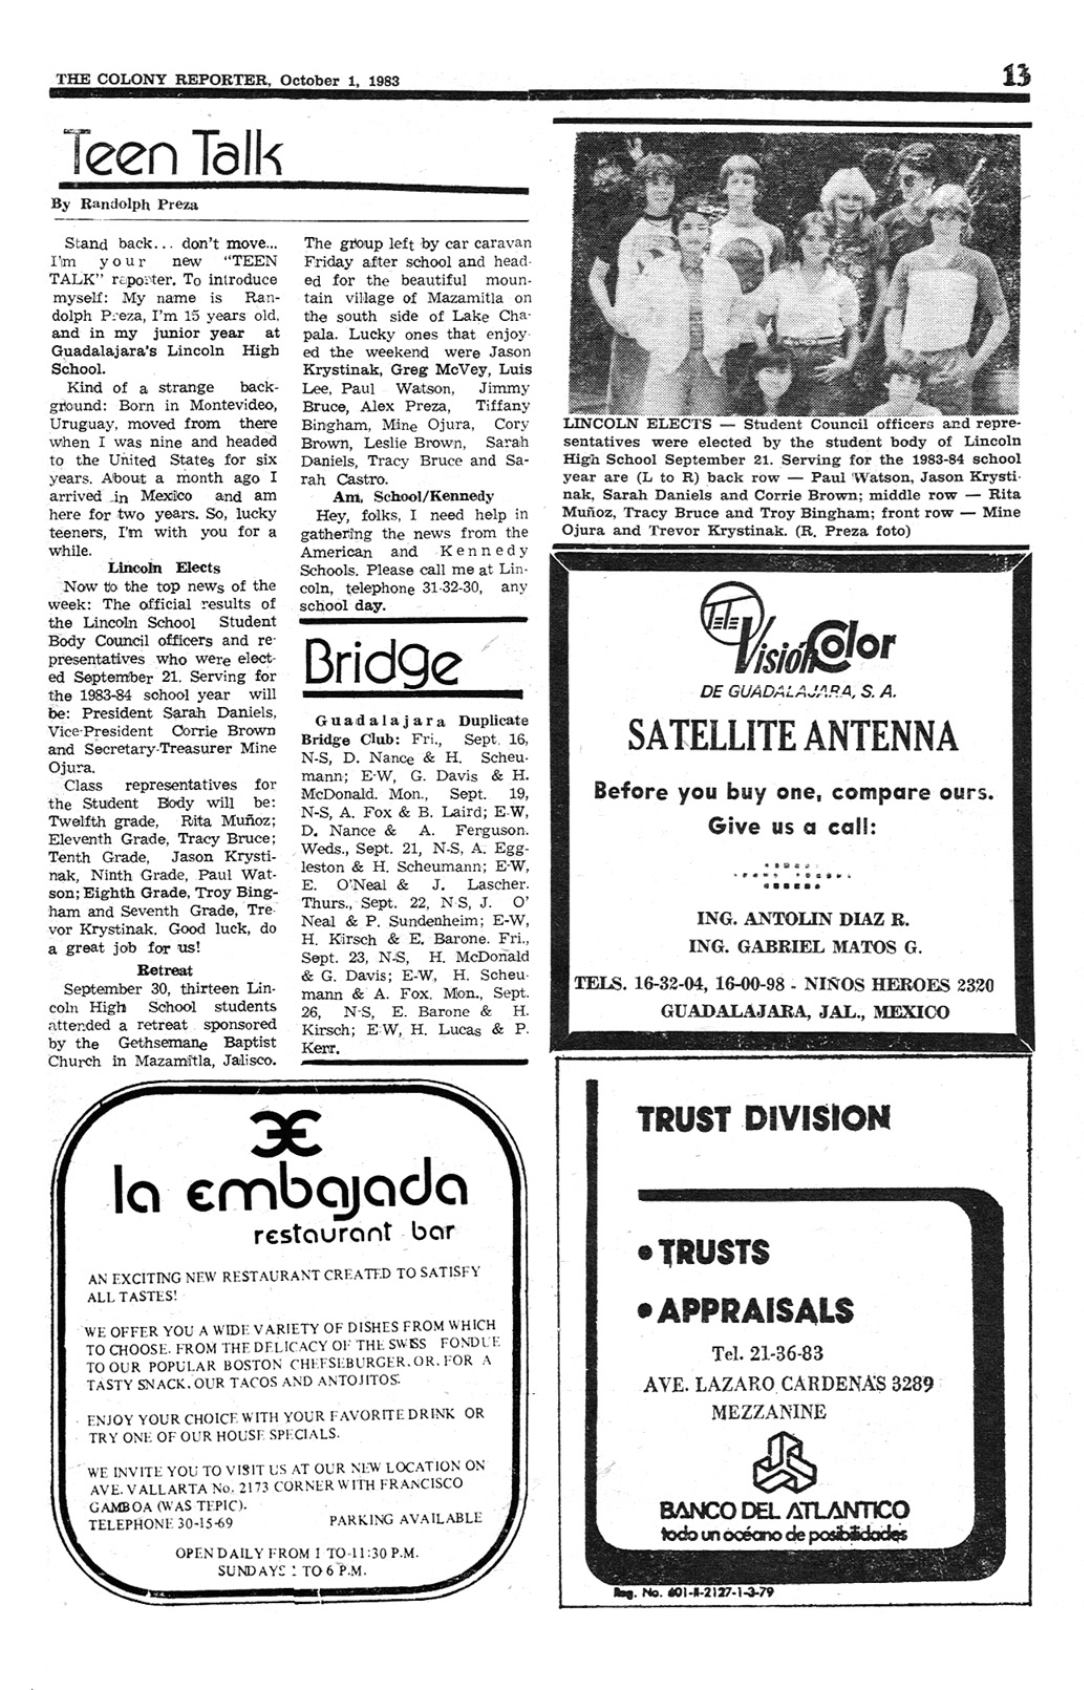 THE COLONY REPORTER, October 1, 1983
13
Teen Talk
By Randolph Preza
Stand back... don't move...
I'm your new "TEEN
TALK" reporter. To introduce
myself: My name is Ran-
dolph Preza, I'm 15 years old,
and in my junior year at
Guadalajara's Lincoln High
School.
Kind of a strange back-
ground: Born in Montevideo,
Uruguay, moved from there
when I was nine and headed
to the United States for six
years. About a month ago I
arrived in Mexico and am
here for two years. So, lucky
teeners, I'm with you for a
while.
Lincoln Elects
Now to the top news of the
week: The official results of
the Lincoln School Student
Body Council officers and re-
presentatives who were elect-
ed September 21. Serving for
the 1983-84 school year will
be: President Sarah Daniels,
Vice-President Corrie Brown
and Secretary-Treasurer Mine
Ojura.
Class representatives for
the Student Body will be:
Twelfth grade, Rita Muñoz;
Eleventh Grade, Tracy Bruce;
Tenth Grade, Jason Krysti-
nak, Ninth Grade, Paul Wat-
son; Eighth Grade, Troy Bing-
ham and Seventh Grade, Tre-
vor Krystinak. Good luck, do
a great job for us!
Retreat
September 30, thirteen Lin-
coln High School students
attended a retreat sponsored
by the Gethsemane Baptist
Church in Mazamitla, Jalisco.
The group left by car caravan
Friday after school and head-
ed for the beautiful moun-
tain village of Mazamitla on
the south side of Lake Cha-
pala. Lucky ones that enjoy-
ed the weekend were Jason
Krystinak, Greg McVey, Luis
Lee, Paul Watson, Jimmy
Bruce, Alex Preza, Tiffany
Bingham, Mine Ojura, Cory
Brown, Leslie Brown, Sarah
Daniels, Tracy Bruce and Sa-
rah Castro.
Am. School/Kennedy
Hey, folks, I need help in
gathering the news from the
American and Kennedy
Schools. Please call me at Lin-
coln, telephone 31-32-30, any
school day.
Bridge
Guadalajara Duplicate
Bridge Club: Fri., Sept. 16,
N-S, D. Nance & H. Scheu-
mann; E-W, G. Davis & H.
McDonald. Mon., Sept. 19,
N-S, A. Fox & B. Laird; E-W,
D. Nance & A. Ferguson.
Weds., Sept. 21, N-S, A. Egg-
leston & H. Scheumann; E-W,
E. O'Neal & J. Lascher.
Thurs., Sept. 22, N-S, J. O'
Neal & P. Sundenheim; E-W,
H. Kirsch & E. Barone. Fri.,
Sept. 23, N-S, H. McDonald
& G. Davis; E-W, H. Scheu-
mann & A. Fox. Mon., Sept.
26, N-S, E. Barone & H.
Kirsch; E-W, H. Lucas & P.
Kerr.
LINCOLN ELECTS — Student Council officers and repre-
sentatives were elected by the student body of Lincoln
High School September 21. Serving for the 1983-84 school
year are (L to R) back row — Paul Watson, Jason Krysti-
nak, Sarah Daniels and Corrie Brown; middle row — Rita
Muñoz, Tracy Bruce and Troy Bingham; front row — Mine
Ojura and Trevor Krystinak. (R. Preza foto)
Tele
Visión Color
DE GUADALAJARA, S. A.
SATELLITE ANTENNA
Before you buy one, compare ours.
Give us a call:
ING. ANTOLIN DIAZ R.
ING. GABRIEL MATOS G.
TELS. 16-32-04, 16-00-98 - NIÑOS HEROES 2320
GUADALAJARA, JAL., MEXICO
la embajada
restaurant bar
AN EXCITING NEW RESTAURANT CREATED TO SATISFY
ALL TASTES!
WE OFFER YOU A WIDE VARIETY OF DISHES FROM WHICH
TO CHOOSE. FROM THE DELICACY OF THE SWISS FONDUE
TO OUR POPULAR BOSTON CHEESEBURGER. OR. FOR A
TASTY SNACK. OUR TACOS AND ANTOJITOS.
ENJOY YOUR CHOICE WITH YOUR FAVORITE DRINK OR
TRY ONE OF OUR HOUSE SPECIALS.
WE INVITE YOU TO VISIT US AT OUR NEW LOCATION ON
AVE. VALLARTA No. 2173 CORNER WITH FRANCISCO
GAMBOA (WAS TEPIC).
TELEPHONE 30-15-69 PARKING AVAILABLE
OPEN DAILY FROM 1 TO 11:30 P.M.
SUNDAYS 1 TO 6 P.M.
TRUST DIVISION
• TRUSTS
• APPRAISALS
Tel. 21-36-83
AVE. LAZARO CARDENAS 3289
MEZZANINE
BANCO DEL ATLANTICO
todo un océano de posibilidades
Reg. No. 601-II-2127-1-3-79